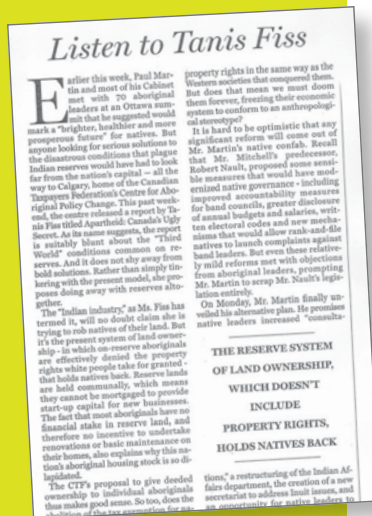 Listen to Tanis Fiss
Earlier this week, Paul Mar-
tin and most of his Cabinet
met with 70 aboriginal
leaders at an Ottawa sum-
mit that he suggested would
mark a "brighter, healthier and more
prosperous future" for natives. But
anyone looking for serious solutions to
the disastrous conditions that plague
Indian reserves would have had to look
far from the nation's capital – all the
way to Calgary, home of the Canadian
Taxpayers Federation's Centre for Abo-
riginal Policy Change. This past week-
end, the centre released a report by Ta-
nis Fiss titled Apartheid: Canada's Ugly
Secret. As its name suggests, the report
is suitably blunt about the "Third
World" conditions common on re-
serves. And it does not shy away from
bold solutions. Rather than simply tin-
kering with the present model, she pro-
poses doing away with reserves alto-
gether.
The "Indian industry," as Ms. Fiss has
termed it, will no doubt claim she is
trying to rob natives of their land. But
it's the present system of land owner-
ship - in which on-reserve aboriginals
are effectively denied the property
rights white people take for granted -
that holds natives back. Reserve lands
are held communally, which means
they cannot be mortgaged to provide
start-up capital for new businesses.
The fact that most aboriginals have no
financial stake in reserve land, and
therefore no incentive to undertake
renovations or basic maintenance on
their homes, also explains why this na-
tion's aboriginal housing stock is so di-
lapidated.
The CTF's proposal to give deeded
ownership to individual aboriginals
thus makes good sense. So too, does the
abolition of the tax exemption for na-
property rights in the same way as the
Western societies that conquered them.
But does that mean we must doom
them forever, freezing their economic
system to conform to an anthropologi-
cal stereotype?
It is hard to be optimistic that any
significant reform will come out of
Mr. Martin's native confab. Recall
that Mr. Mitchell's predecessor,
Robert Nault, proposed some sensi-
ble measures that would have mod-
ernized native governance - including
improved accountability measures
for band councils, greater disclosure
of annual budgets and salaries, writ-
ten electoral codes and new mecha-
nisms that would allow rank-and-file
natives to launch complaints against
band leaders. But even these relative-
ly mild reforms met with objections
from aboriginal leaders, prompting
Mr. Martin to scrap Mr. Nault's legis-
lation entirely.
On Monday, Mr. Martin finally un-
veiled his alternative plan. He promises
native leaders increased "consulta-
THE RESERVE SYSTEM
OF LAND OWNERSHIP,
WHICH DOESN'T
INCLUDE
PROPERTY RIGHTS,
HOLDS NATIVES BACK
tions," a restructuring of the Indian Af-
fairs department, the creation of a new
secretariat to address Inuit issues, and
an opportunity for native leaders to